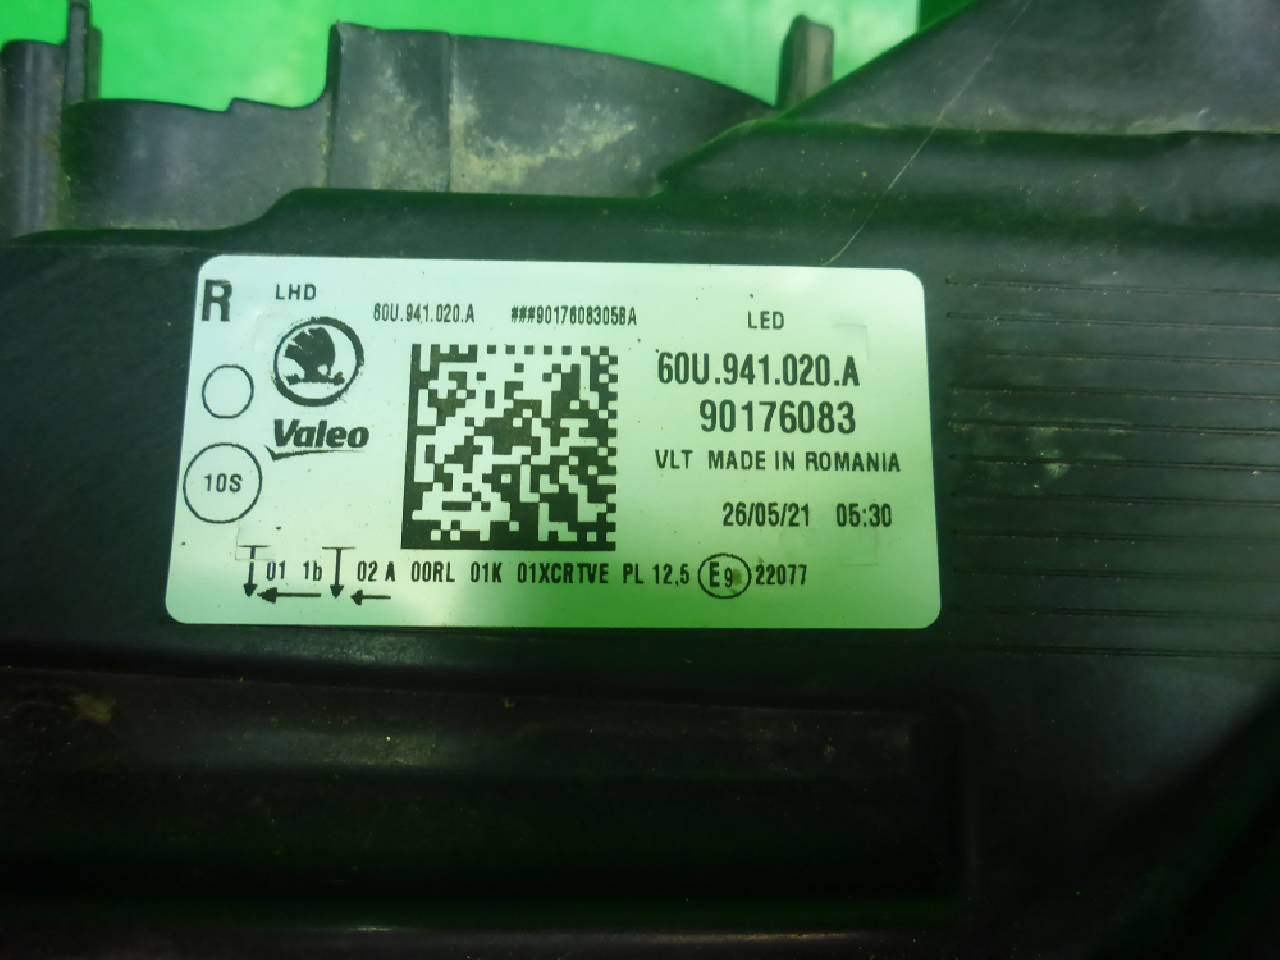 R LHD
60U.941.020.A ###90176083058A
LED
60U.941.020.A
90176083
Valeo
VLT MADE IN ROMANIA
10S
26/05/21 05:30
01 1b 02 A 00RL 01K 01XCRTVE PL 12,5 E9 22077